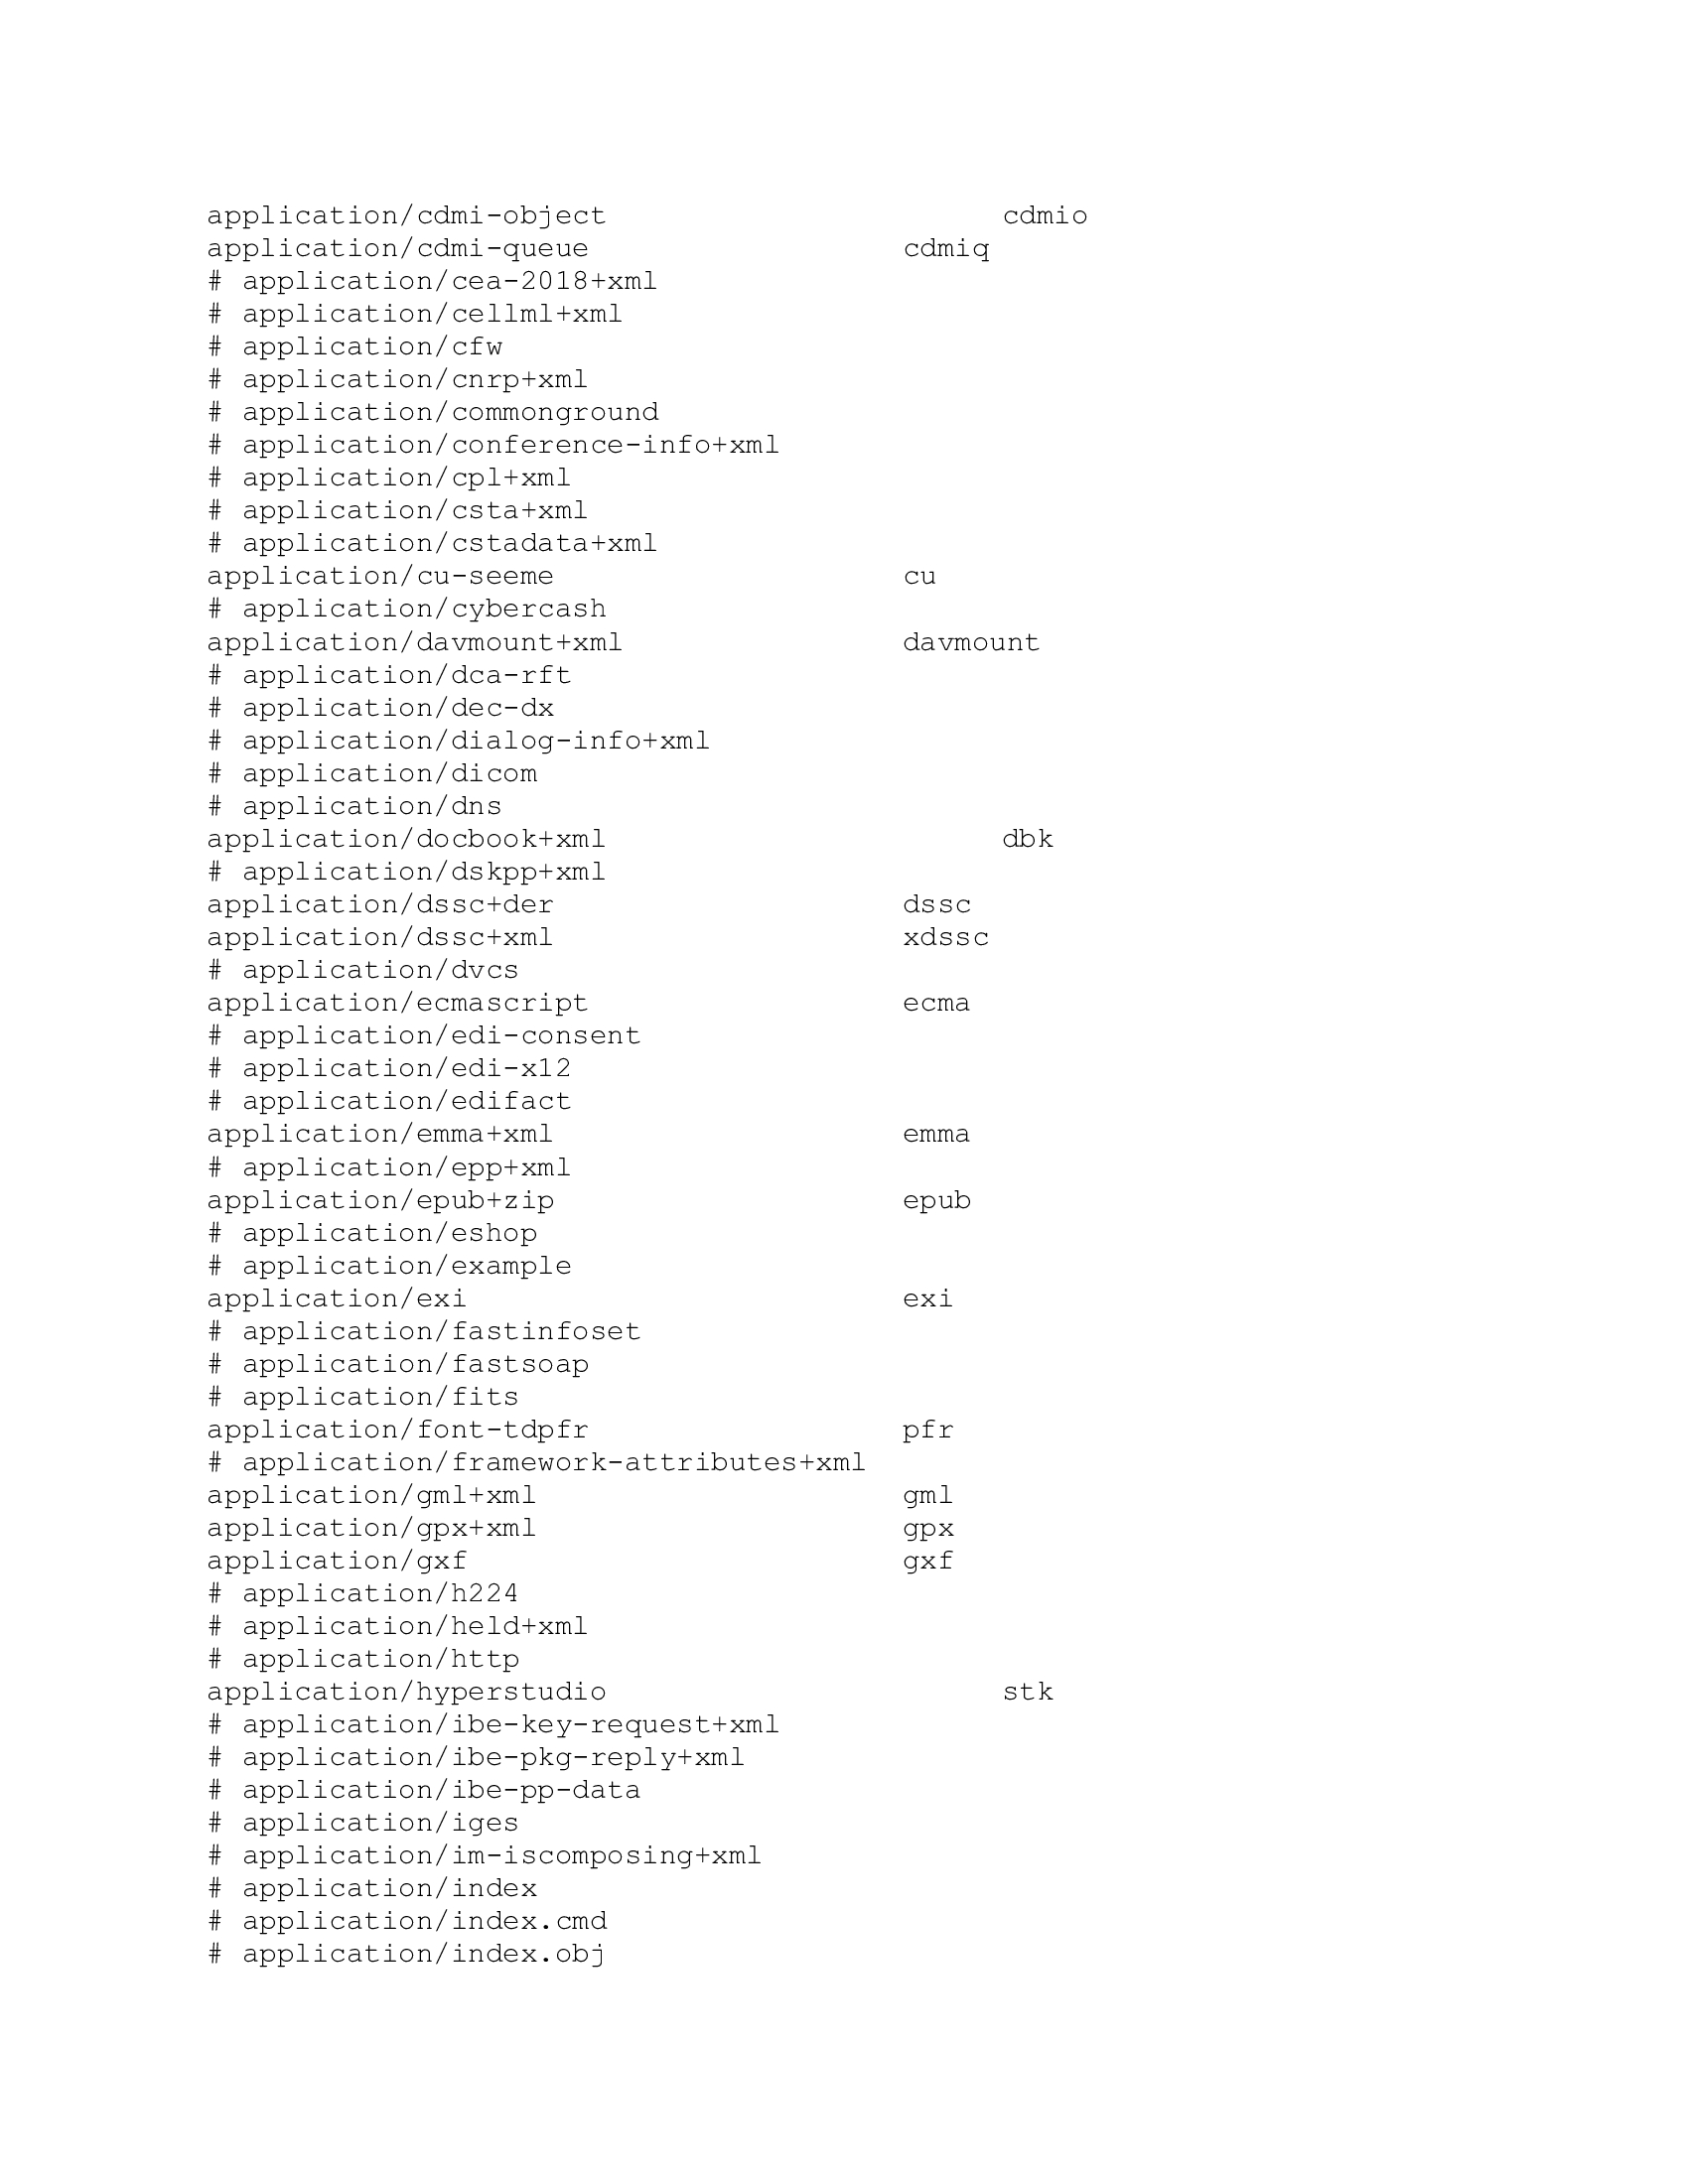 application/cdmi-object cdmio
application/cdmi-queue cdmiq
# application/cea-2018+xml
# application/cellml+xml
# application/cfw
# application/cnrp+xml
# application/commonground
# application/conference-info+xml
# application/cpl+xml
# application/csta+xml
# application/cstadata+xml
application/cu-seeme cu
# application/cybercash
application/davmount+xml davmount
# application/dca-rft
# application/dec-dx
# application/dialog-info+xml
# application/dicom
# application/dns
application/docbook+xml dbk
# application/dskpp+xml
application/dssc+der dssc
application/dssc+xml xdssc
# application/dvcs
application/ecmascript ecma
# application/edi-consent
# application/edi-x12
# application/edifact
application/emma+xml emma
# application/epp+xml
application/epub+zip epub
# application/eshop
# application/example
application/exi exi
# application/fastinfoset
# application/fastsoap
# application/fits
application/font-tdpfr pfr
# application/framework-attributes+xml
application/gml+xml gml
application/gpx+xml gpx
application/gxf gxf
# application/h224
# application/held+xml
# application/http
application/hyperstudio stk
# application/ibe-key-request+xml
# application/ibe-pkg-reply+xml
# application/ibe-pp-data
# application/iges
# application/im-iscomposing+xml
# application/index
# application/index.cmd
# application/index.obj